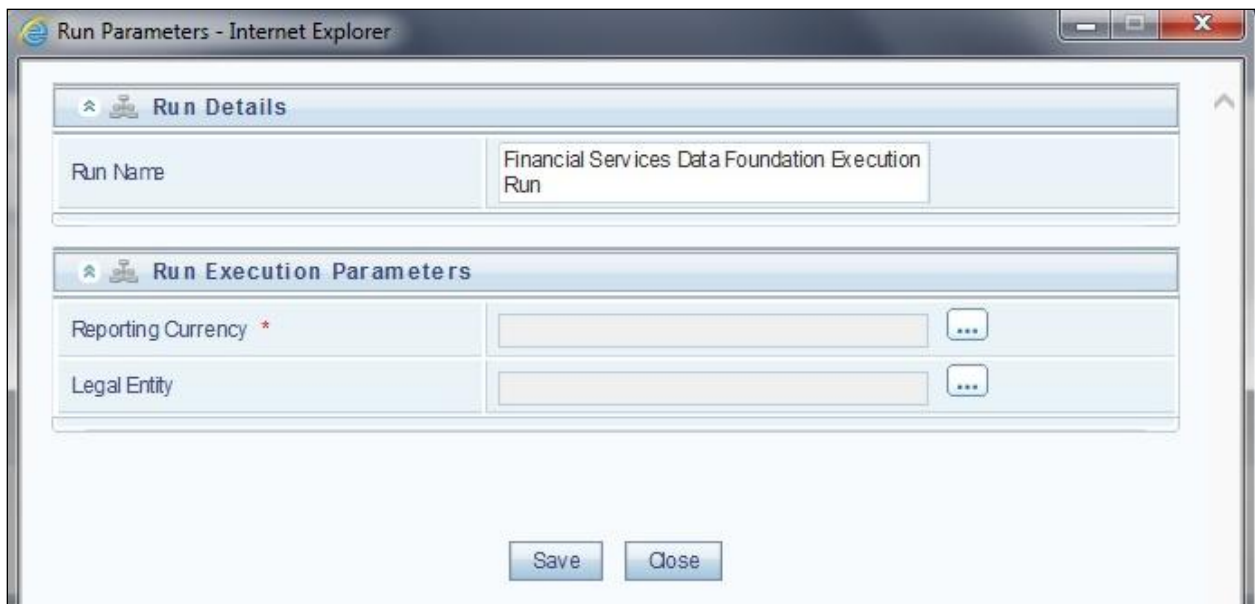 Run Parameters - Internet Explorer
Run Details
Run Name
Financial Services Data Foundation Execution
Run
Run Execution Parameters
Reporting Currency *
...
Legal Entity
...
Save
Close